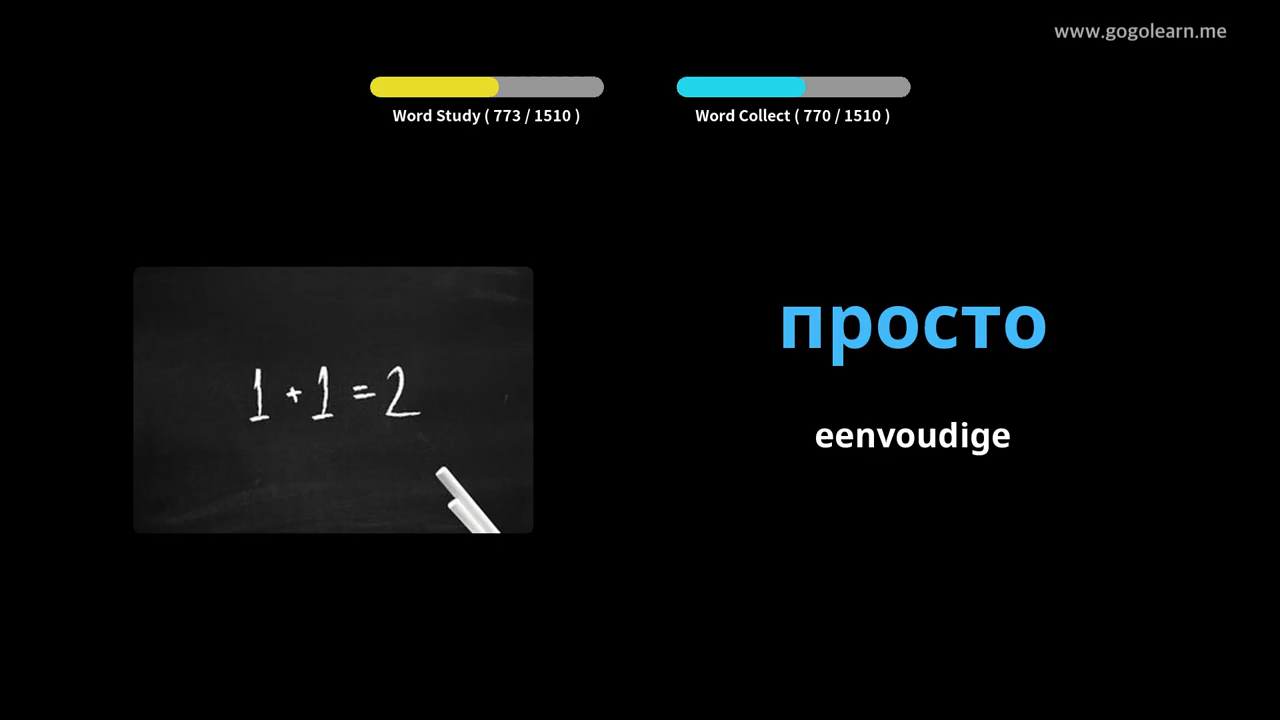 www.gogolearn.me
Word Study ( 773 / 1510 )
Word Collect ( 770 / 1510 )
1 + 1 = 2
просто
eenvoudige